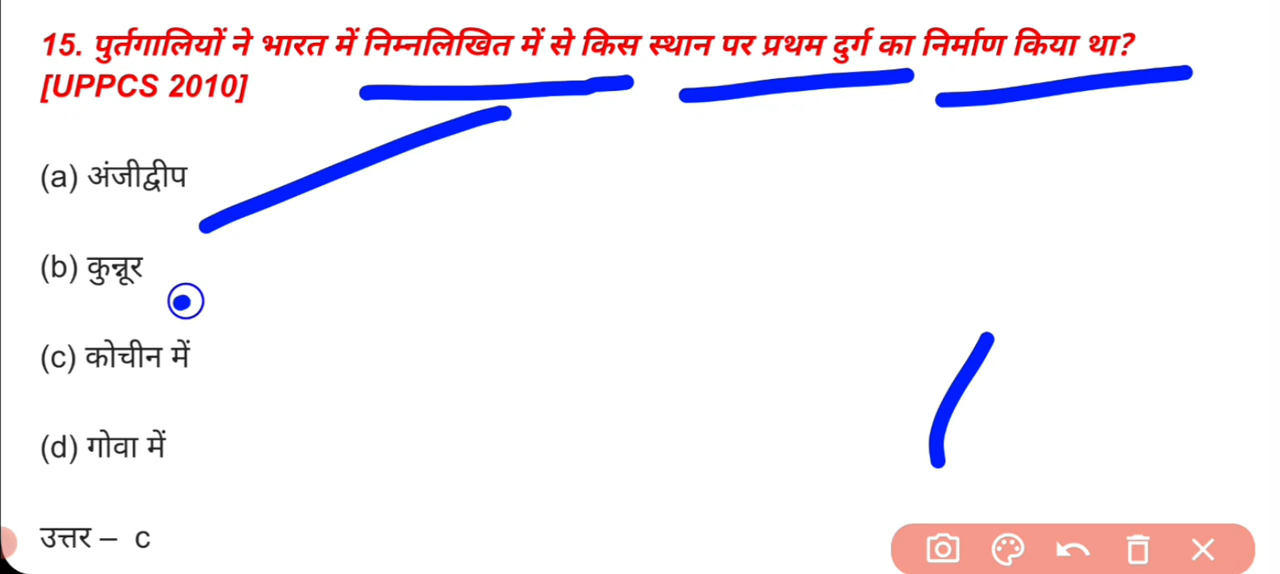 15. पुर्तगालियों ने भारत में निम्नलिखित में से किस स्थान पर प्रथम दुर्ग का निर्माण किया था?
[UPPCS 2010]
(a) अंजीद्वीप
(b) कुन्नूर
(c) कोचीन में
(d) गोवा में
उत्तर – c